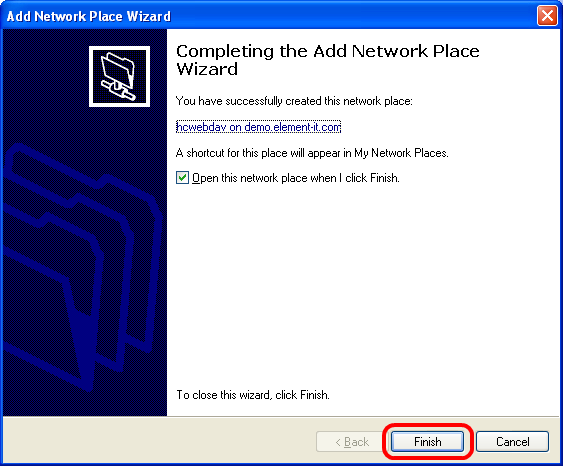 Add Network Place Wizard
Completing the Add Network Place
Wizard
You have successfully created this network place:
hcwebdav on demo.element-it.com
A shortcut for this place will appear in My Network Places.
Open this network place when I click Finish.
To close this wizard, click Finish.
< Back Finish Cancel